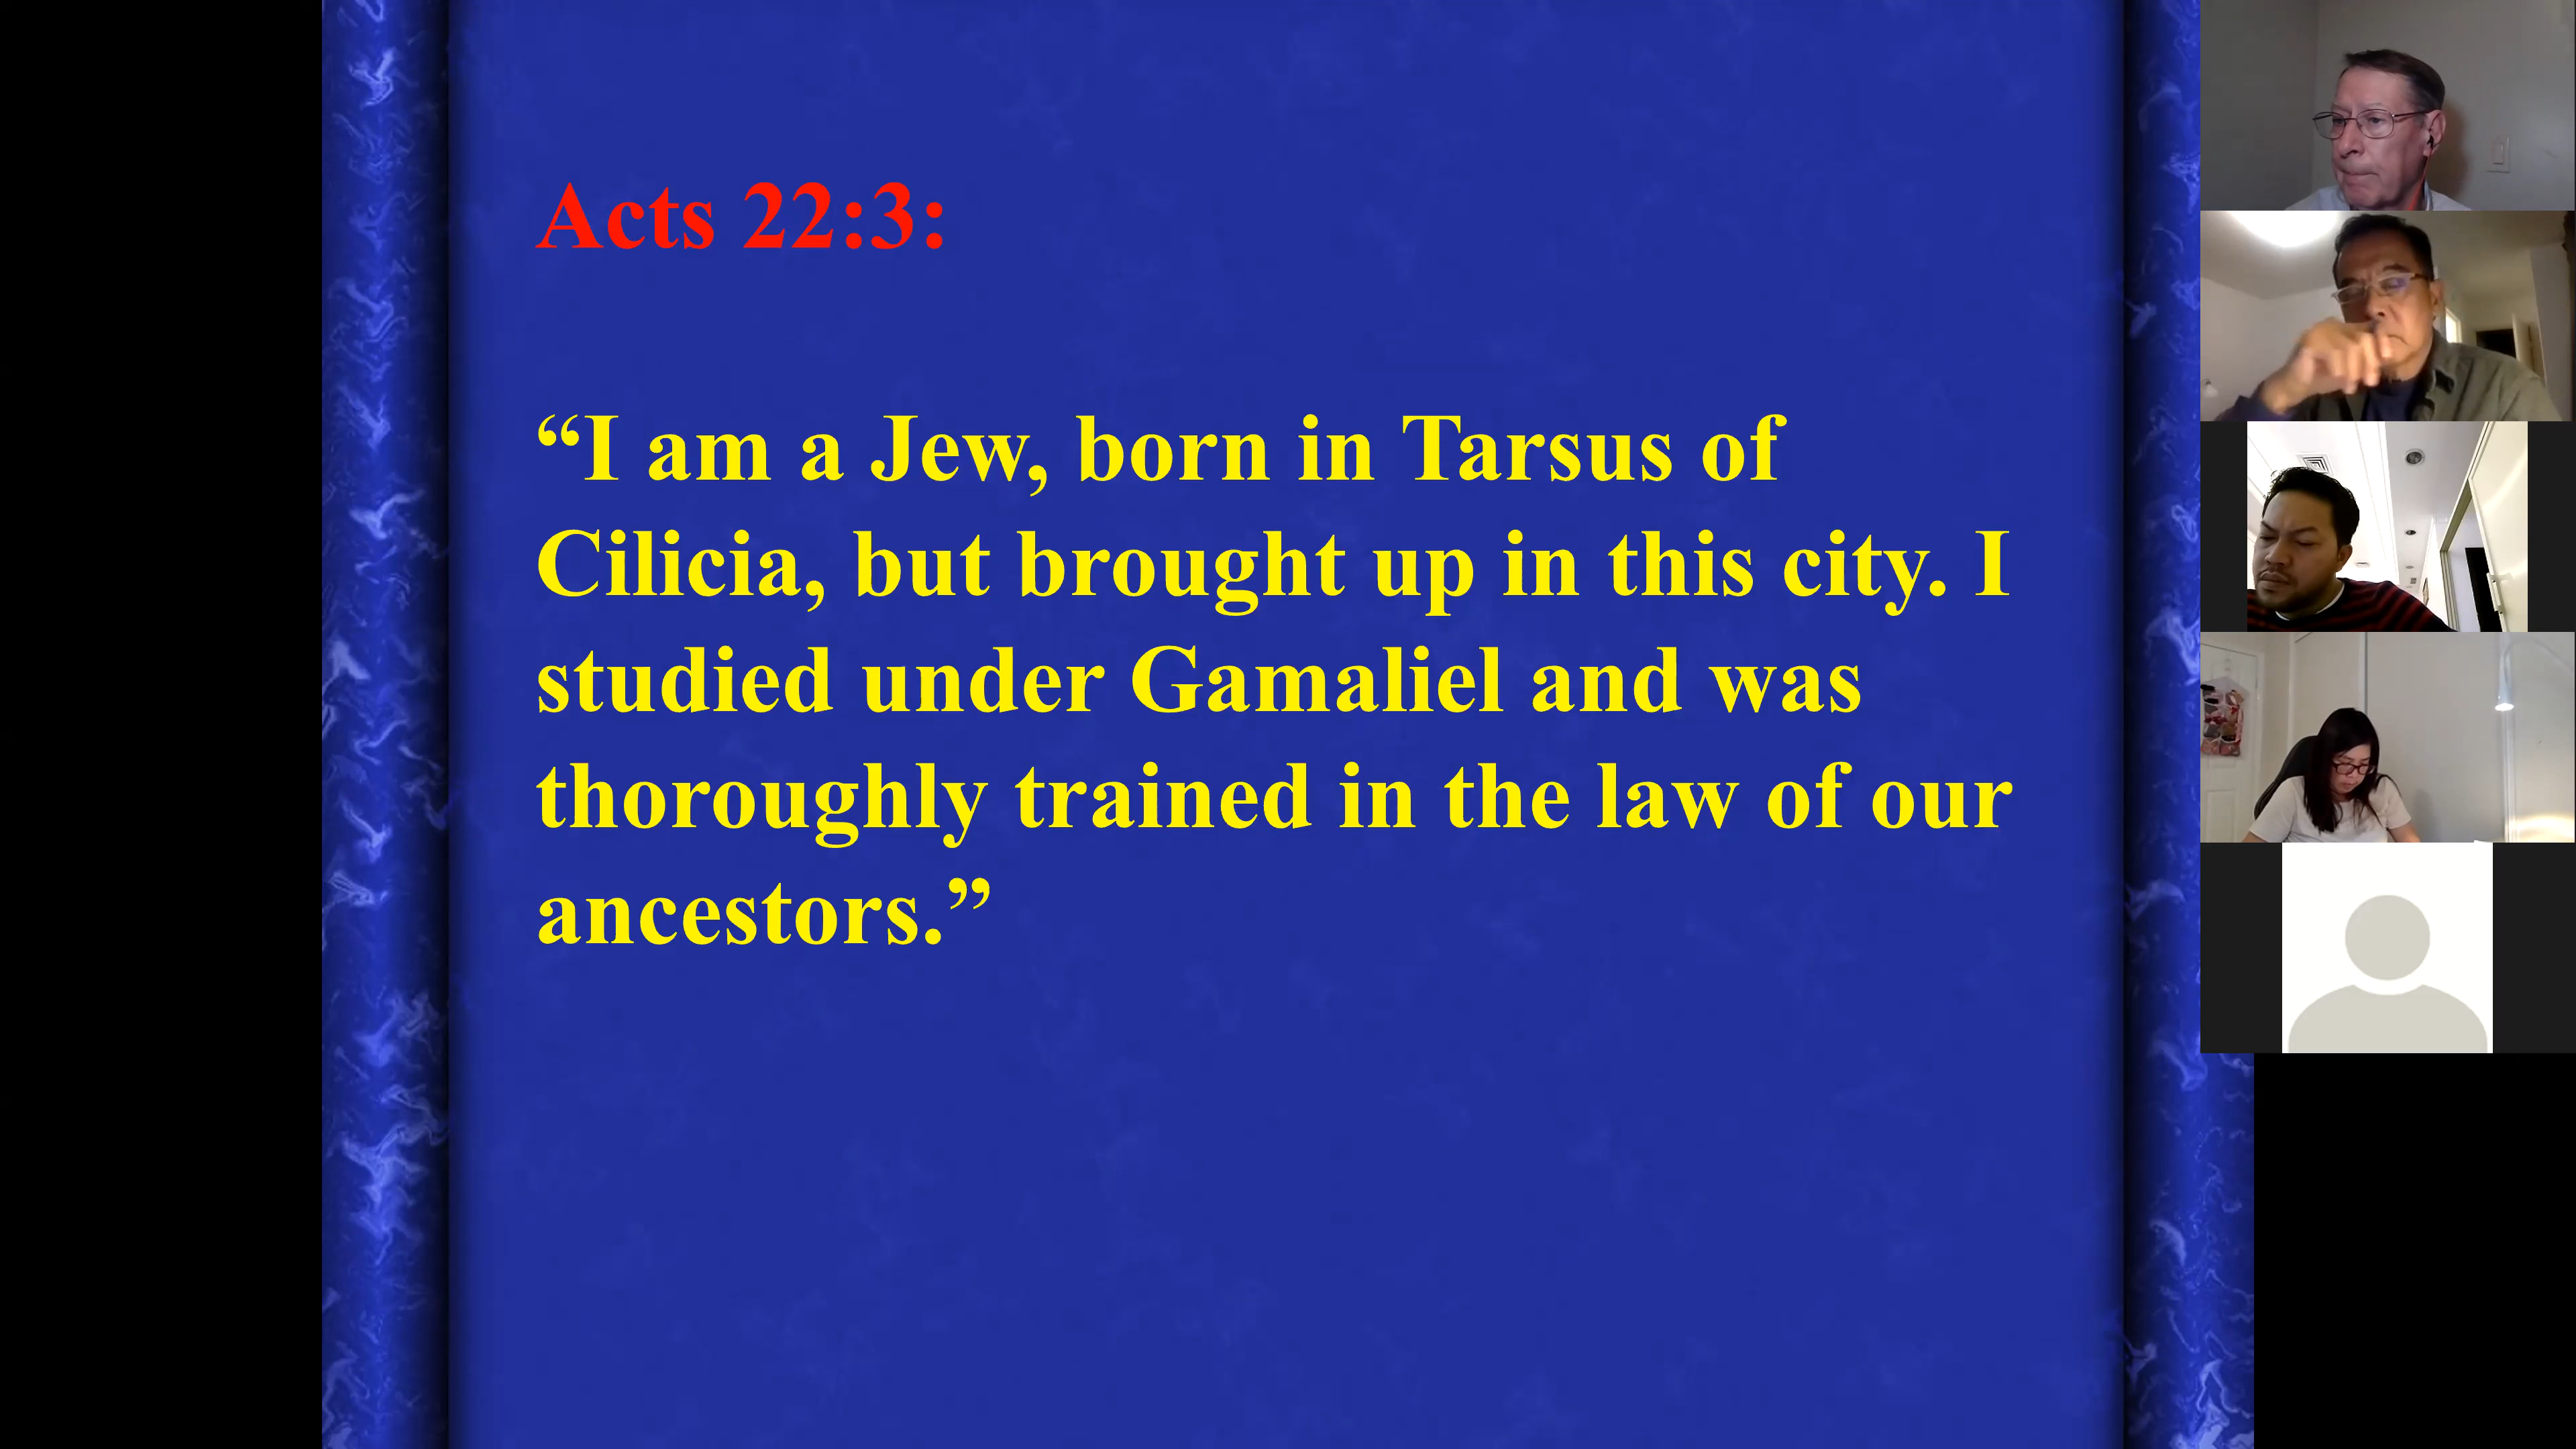 Acts 22:3:
“I am a Jew, born in Tarsus of
Cilicia, but brought up in this city. I
studied under Gamaliel and was
thoroughly trained in the law of our
ancestors.”